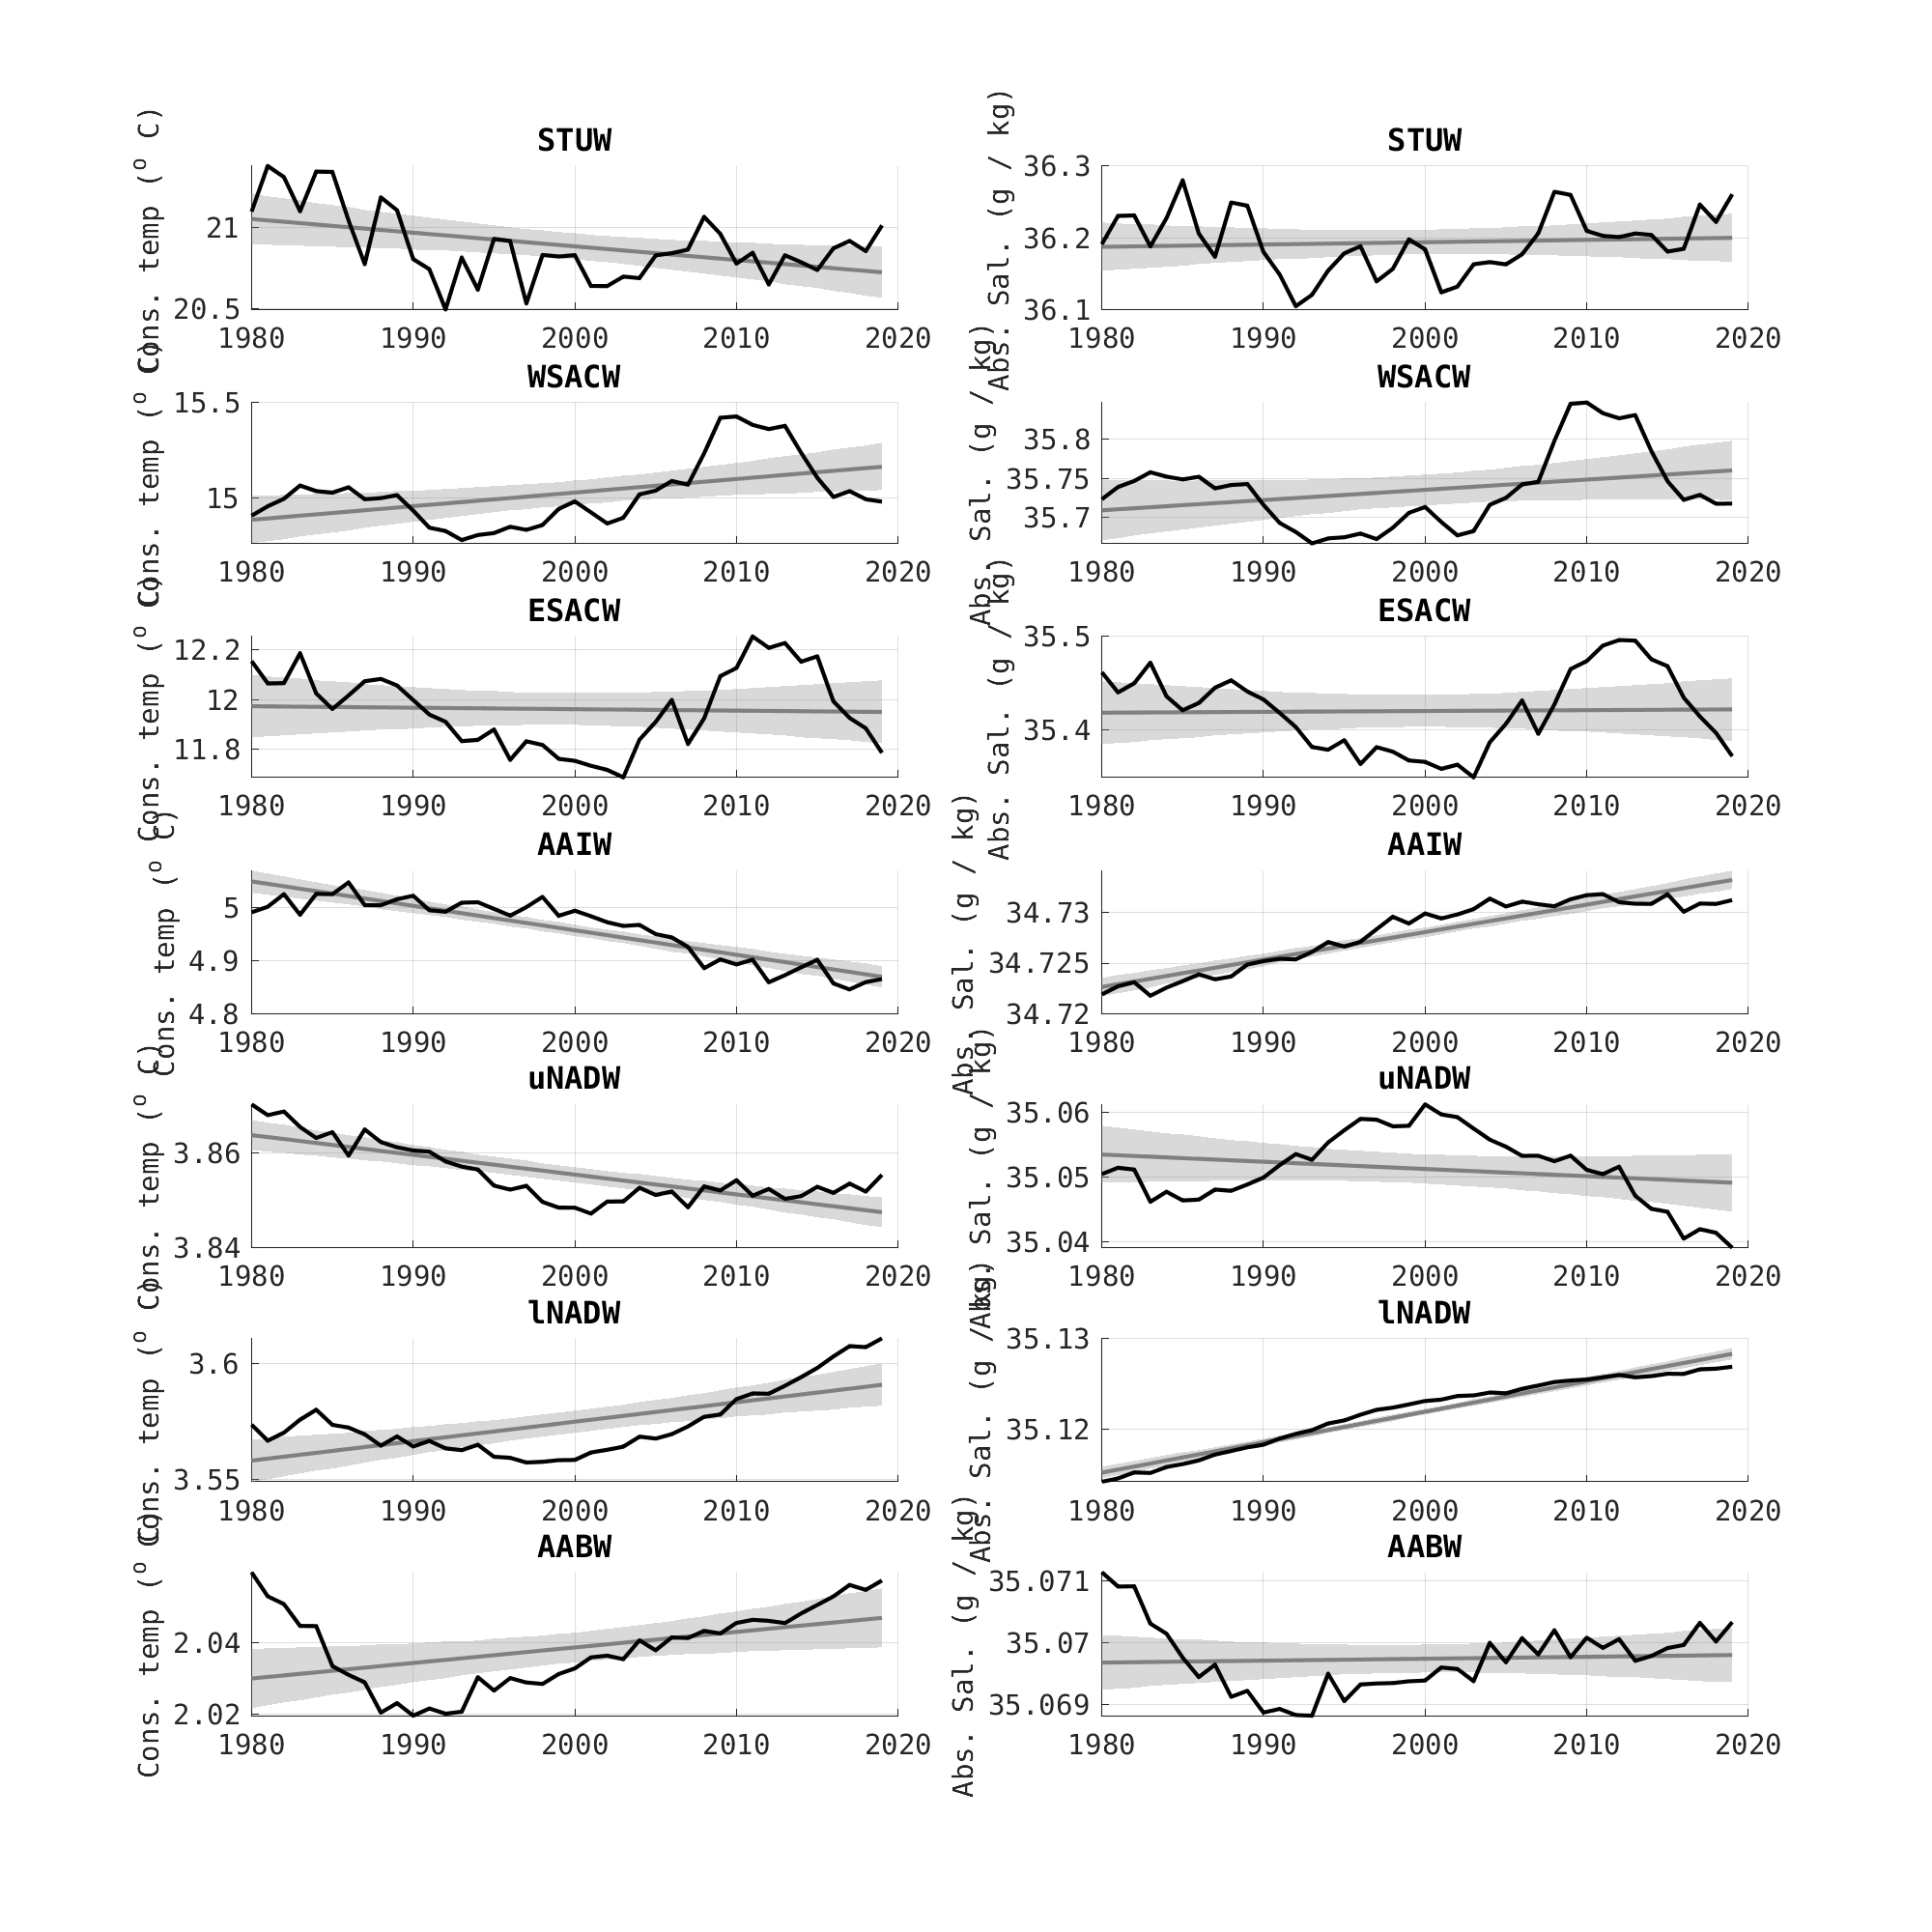 STUW
Cons. temp (o C)
21
20.5
1980 1990 2000 2010 2020
STUW
Abs. Sal. (g / kg)
36.3
36.2
36.1
1980 1990 2000 2010 2020
WSACW
Cons. temp (o C)
15.5
15
1980 1990 2000 2010 2020
WSACW
Abs. Sal. (g / kg)
35.8
35.75
35.7
1980 1990 2000 2010 2020
ESACW
Cons. temp (o C)
12.2
12
11.8
1980 1990 2000 2010 2020
ESACW
Abs. Sal. (g / kg)
35.5
35.4
1980 1990 2000 2010 2020
AAIW
Cons. temp (o C)
5
4.9
4.8
1980 1990 2000 2010 2020
AAIW
Abs. Sal. (g / kg)
34.73
34.725
34.72
1980 1990 2000 2010 2020
uNADW
Cons. temp (o C)
3.86
3.84
1980 1990 2000 2010 2020
uNADW
Abs. Sal. (g / kg)
35.06
35.05
35.04
1980 1990 2000 2010 2020
lNADW
Cons. temp (o C)
3.6
3.55
1980 1990 2000 2010 2020
lNADW
Abs. Sal. (g / kg)
35.13
35.12
1980 1990 2000 2010 2020
AABW
Cons. temp (o C)
2.04
2.02
1980 1990 2000 2010 2020
AABW
Abs. Sal. (g / kg)
35.071
35.07
35.069
1980 1990 2000 2010 2020